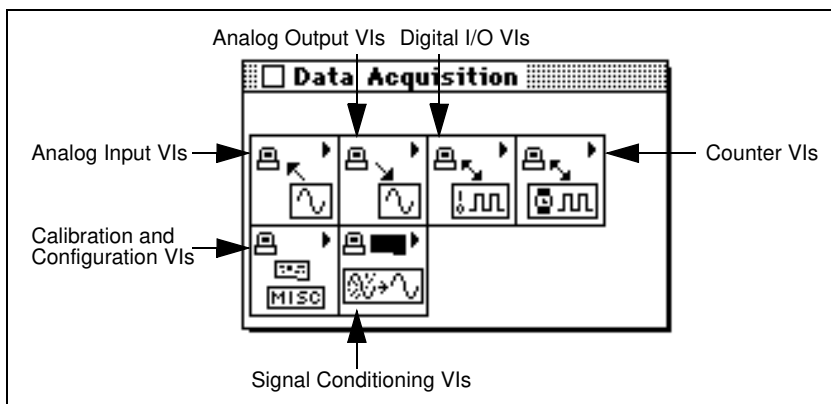 Analog Output VIs Digital I/O VIs
Data Acquisition
Analog Input VIs
Counter VIs
Calibration and
Configuration VIs
MISC
Signal Conditioning VIs